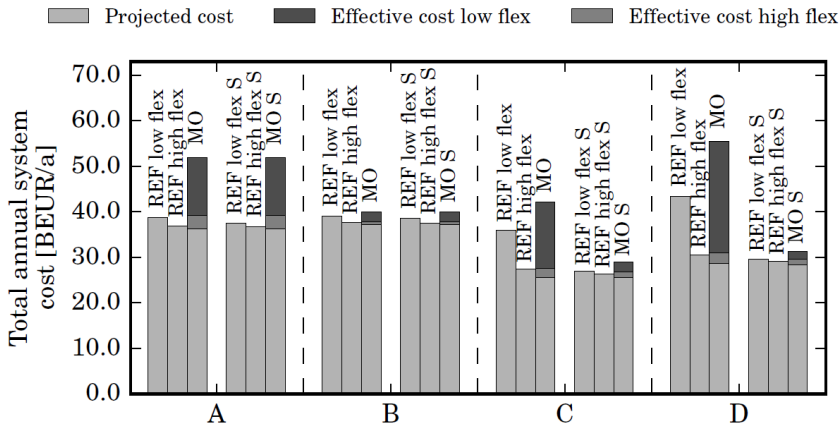 Projected cost
Effective cost low flex
Effective cost high flex
Total annual system
cost [BEUR/a]
70.0
60.0
50.0
40.0
30.0
20.0
10.0
0.0
REF low flex
REF high flex
MO
REF low flex S
REF high flex S
MO S
REF low flex
REF high flex
MO
REF low flex S
REF high flex S
MO S
REF low flex
REF high flex
MO
REF low flex S
REF high flex S
MO S
REF low flex
REF high flex
MO
REF low flex S
REF high flex S
MO S
A
B
C
D